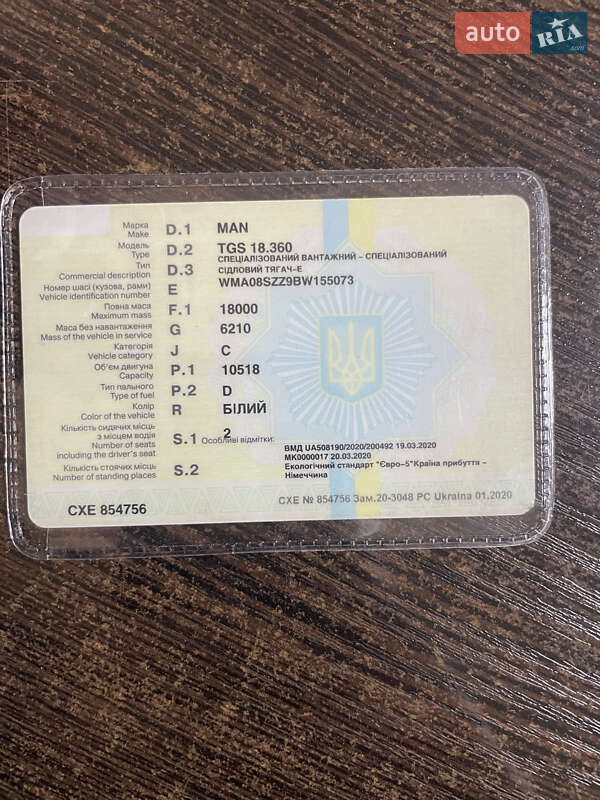 auto RIA .com
Марка
Make D.1 MAN
Модель
Type D.2 TGS 18.360
Тип
Commercial description D.3 СПЕЦІАЛІЗОВАНИЙ ВАНТАЖНИЙ – СПЕЦІАЛІЗОВАНИЙ
СІДЛОВИЙ ТЯГАЧ-Е
Номер шасі (кузова, рами)
Vehicle identification number E WMA08SZZ9BW155073
Повна маса
Maximum mass F.1 18000
Маса без навантаження
Mass of the vehicle in service G 6210
Категорія
Vehicle category J C
Об'єм двигуна
Capacity P.1 10518
Тип пального
Type of fuel P.2 D
Колір
Color of the vehicle R БІЛИЙ
Кількість сидячих місць
з місцем водія
Number of seats
including the driver's seat S.1 2
Особливі відмітки:
ВМД UA508190/2020/200492 19.03.2020
МК0000017 20.03.2020
Екологічний стандарт "Євро-5"Країна прибуття –
Німеччина
Кількість стоячих місць
Number of standing places S.2
СХЕ 854756
СХЕ № 854756 Зам.20-3048 РС Ukraina 01.2020